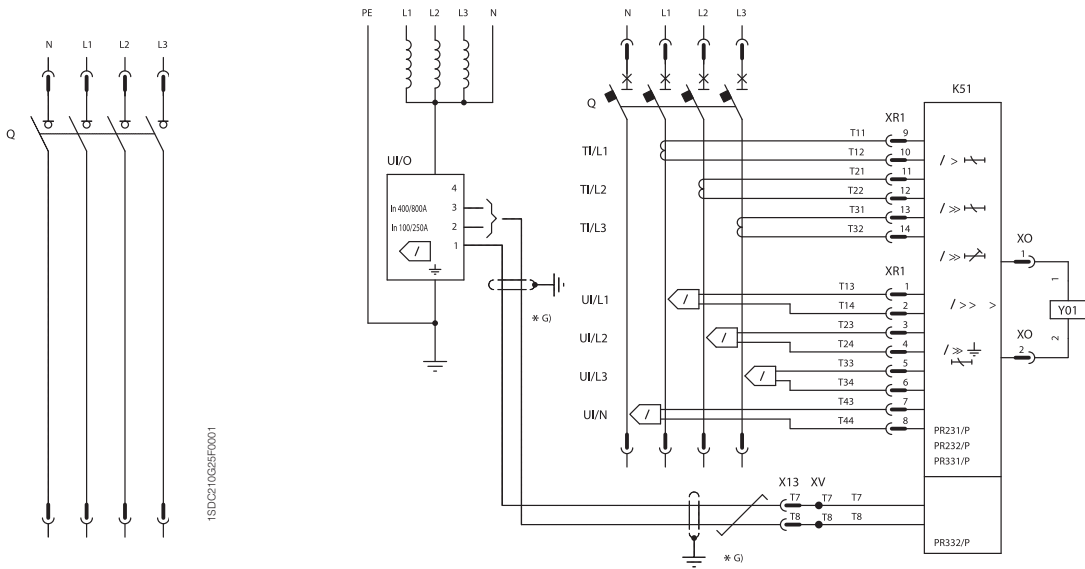 N L1 L2 L3
Q
1SDC210G25F0001
PE L1 L2 L3 N
UI/O
4
In 400/800A 3
In 100/250A 2
1
/
* G)
N L1 L2 L3
Q
TI/L1
TI/L2
TI/L3
UI/L1
UI/L2
UI/L3
UI/N
/
/
/
/
XR1
T11 9
T12 10
T21 11
T22 12
T31 13
T32 14
XR1
T13 1
T14 2
T23 3
T24 4
T33 5
T34 6
T43 7
T44 8
K51
/ >
/ >>
/ >>
/ >> >
/ >>
PR231/P
PR232/P
PR331/P
PR332/P
XO
1
1
Y01
2
XO
2
X13 XV
T7 T7 T7
T8 T8 T8
* G)